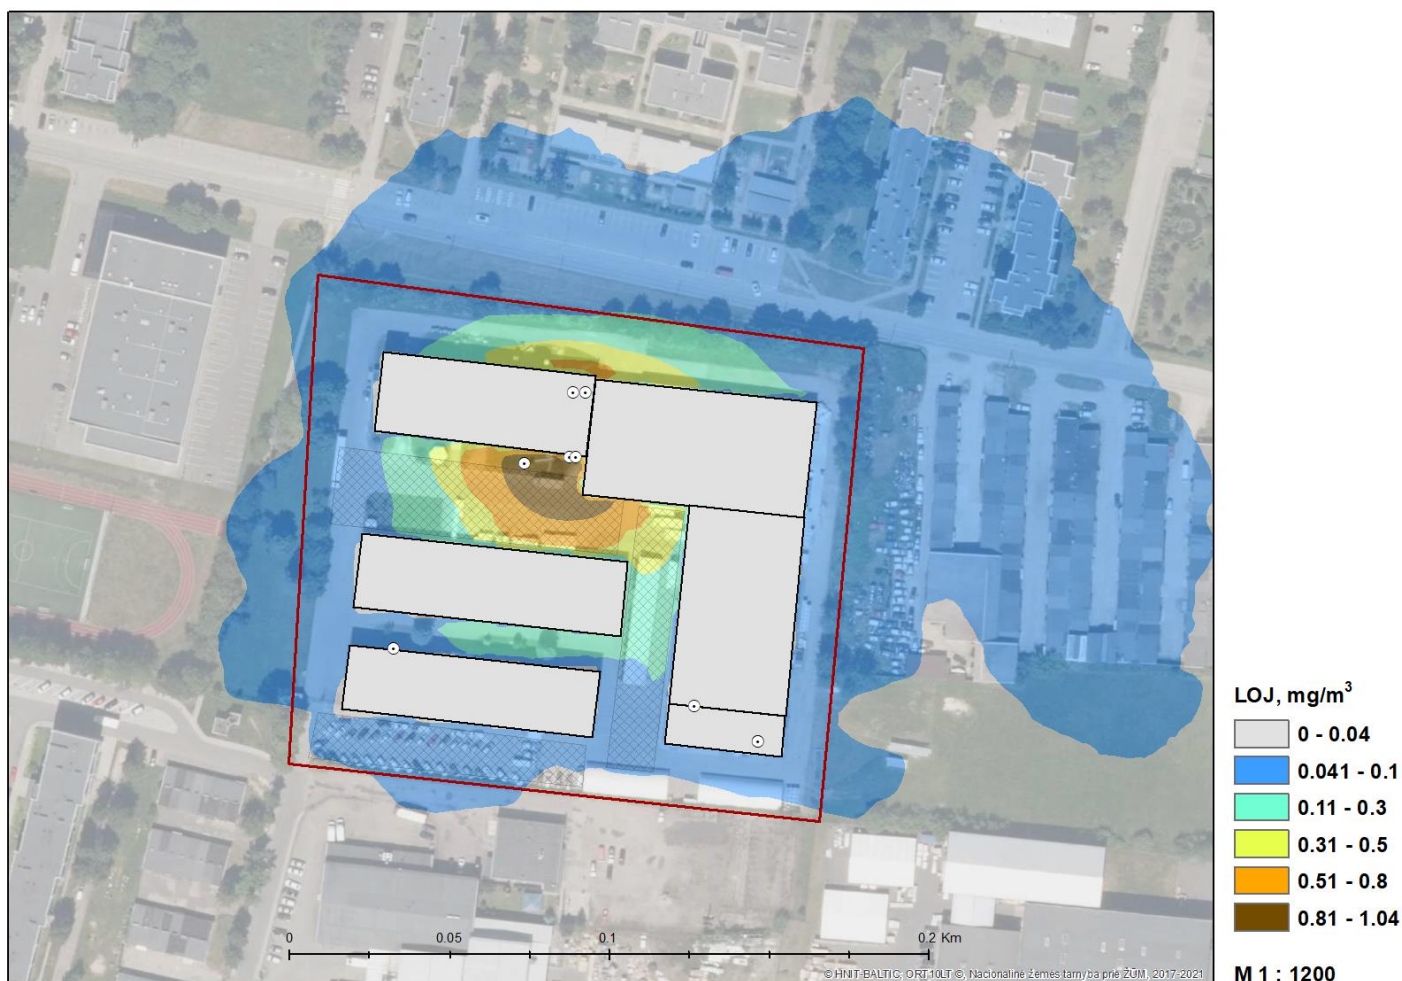 LOJ, mg/m³
0 - 0.04
0.041 - 0.1
0.11 - 0.3
0.31 - 0.5
0.51 - 0.8
0.81 - 1.04
0 0.05 0.1 0.2 Km
© HNIT-BALTIC, ORT10LT ©, Nacionalinė žemės tarnyba prie ŽŪM, 2017-2021
M 1 : 1200